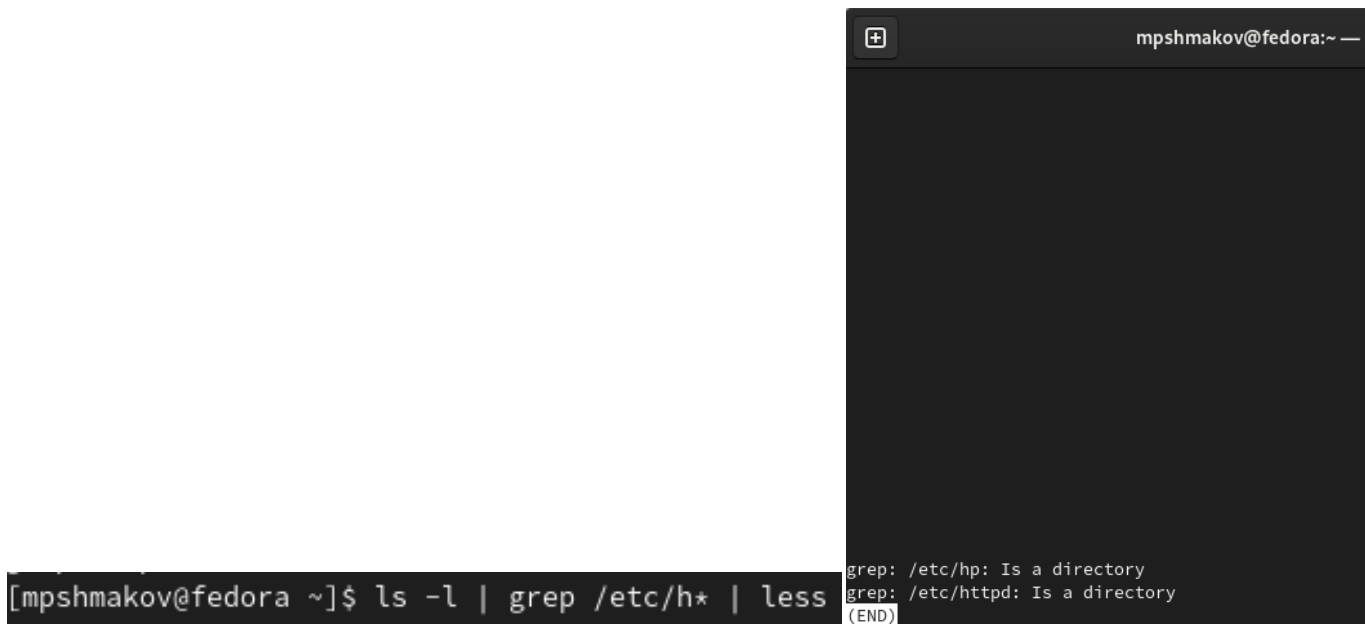 [mpshmakov@fedora ~]$ ls -l | grep /etc/h* | less
mpshmakov@fedora:~ —
grep: /etc/hp: Is a directory
grep: /etc/httpd: Is a directory
(END)